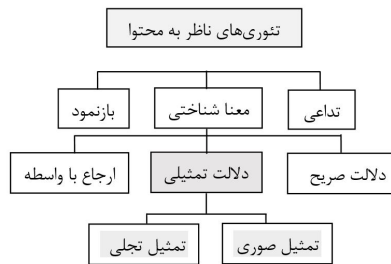 تئوری‌های ناظر به محتوا
تداعی
معنا شناختی
بازنمود
دلالت صریح
دلالت تمثیلی
ارجاع با واسطه
تمثیل صوری
تمثیل تجلی